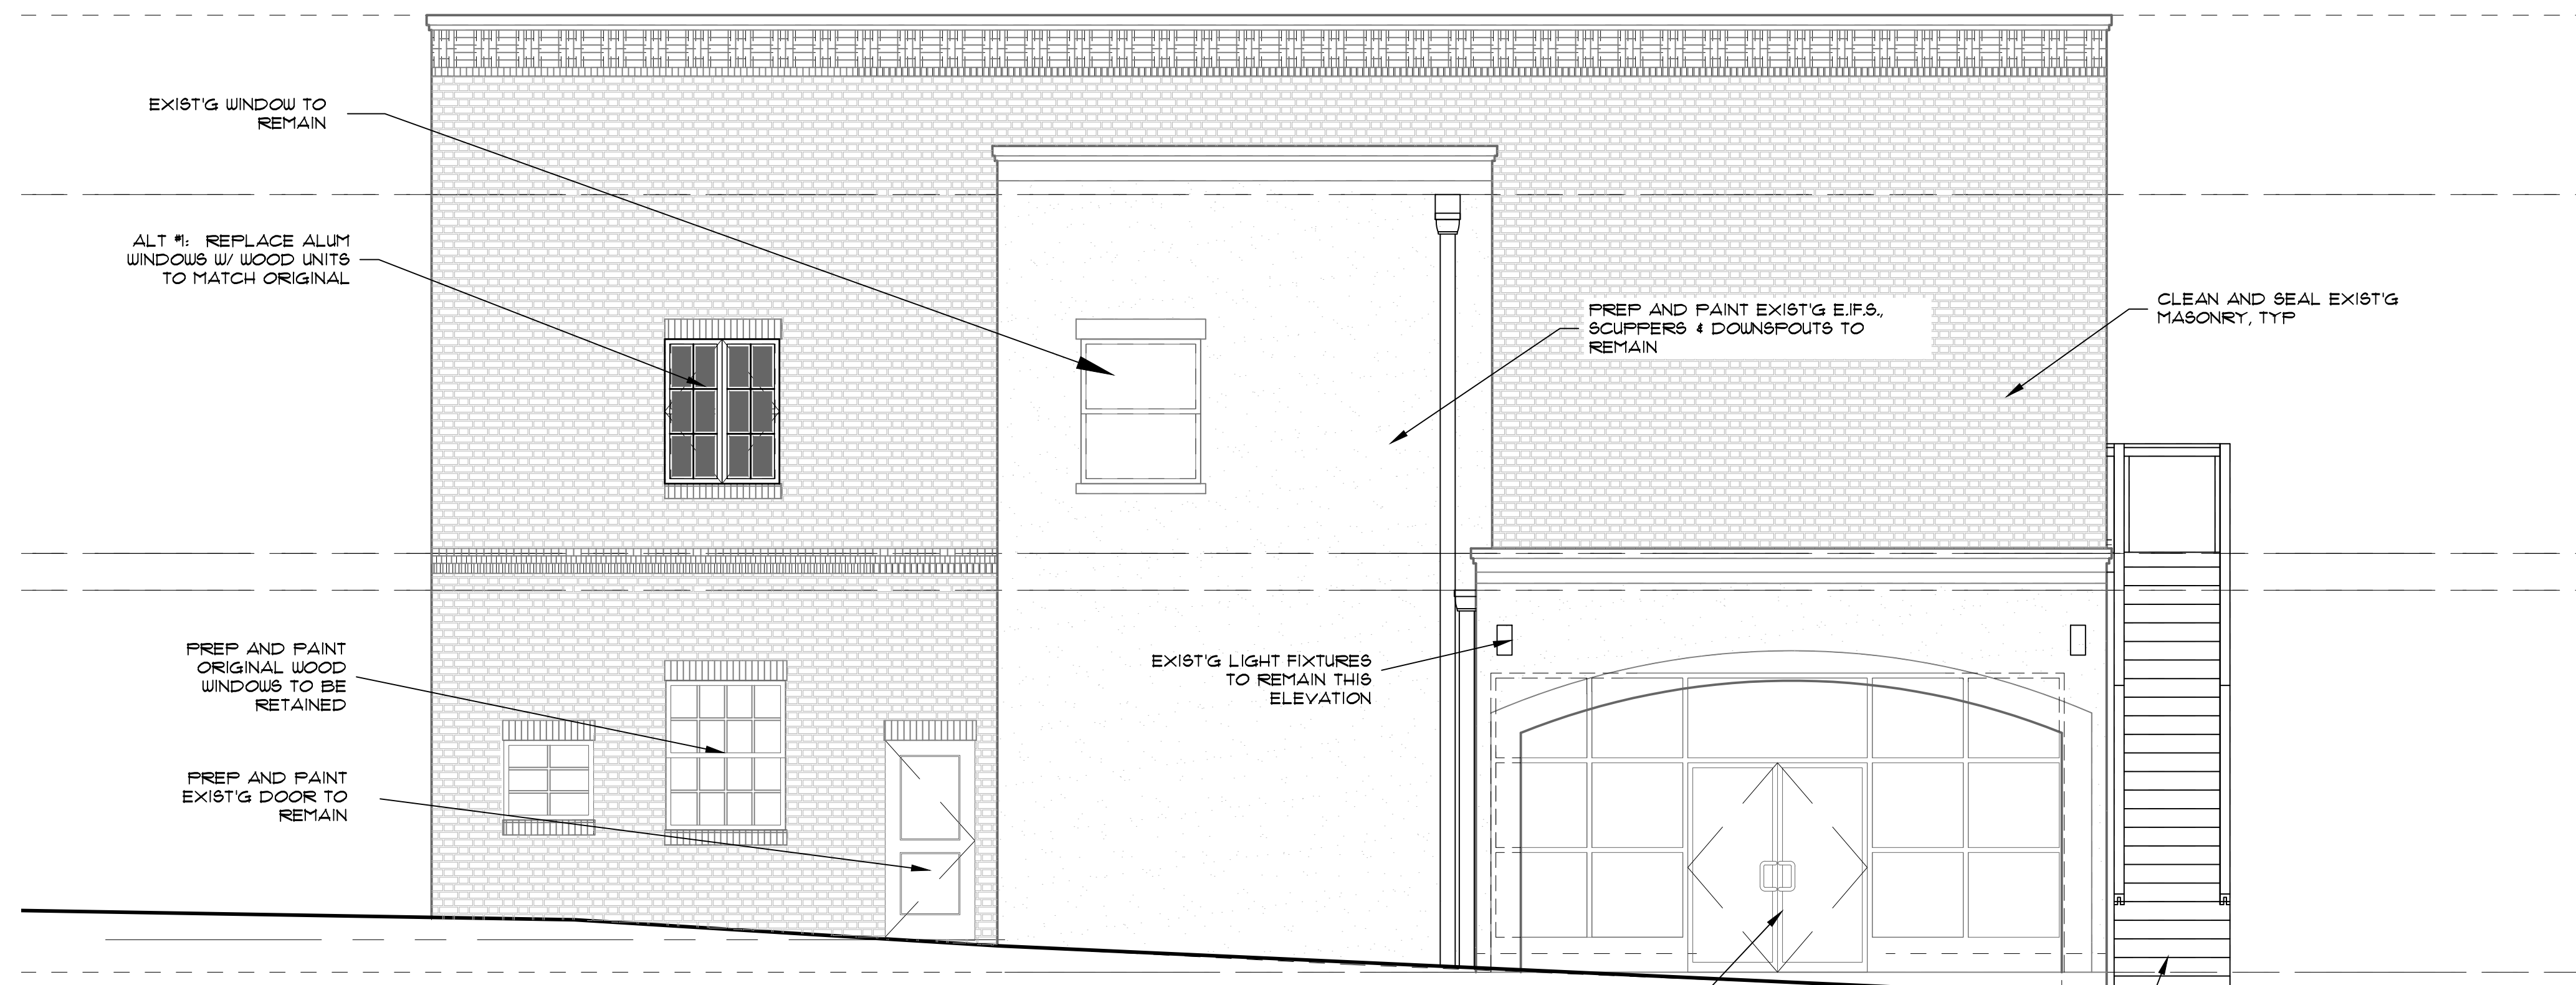 EXIST'G WINDOW TO
REMAIN
ALT #1: REPLACE ALUM
WINDOWS W/ WOOD UNITS
TO MATCH ORIGINAL
PREP AND PAINT EXIST'G E.I.F.S.,
SCUPPERS & DOWNSPOUTS TO
REMAIN
CLEAN AND SEAL EXIST'G
MASONRY, TYP
PREP AND PAINT
ORIGINAL WOOD
WINDOWS TO BE
RETAINED
EXIST'G LIGHT FIXTURES
TO REMAIN THIS
ELEVATION
PREP AND PAINT
EXIST'G DOOR TO
REMAIN